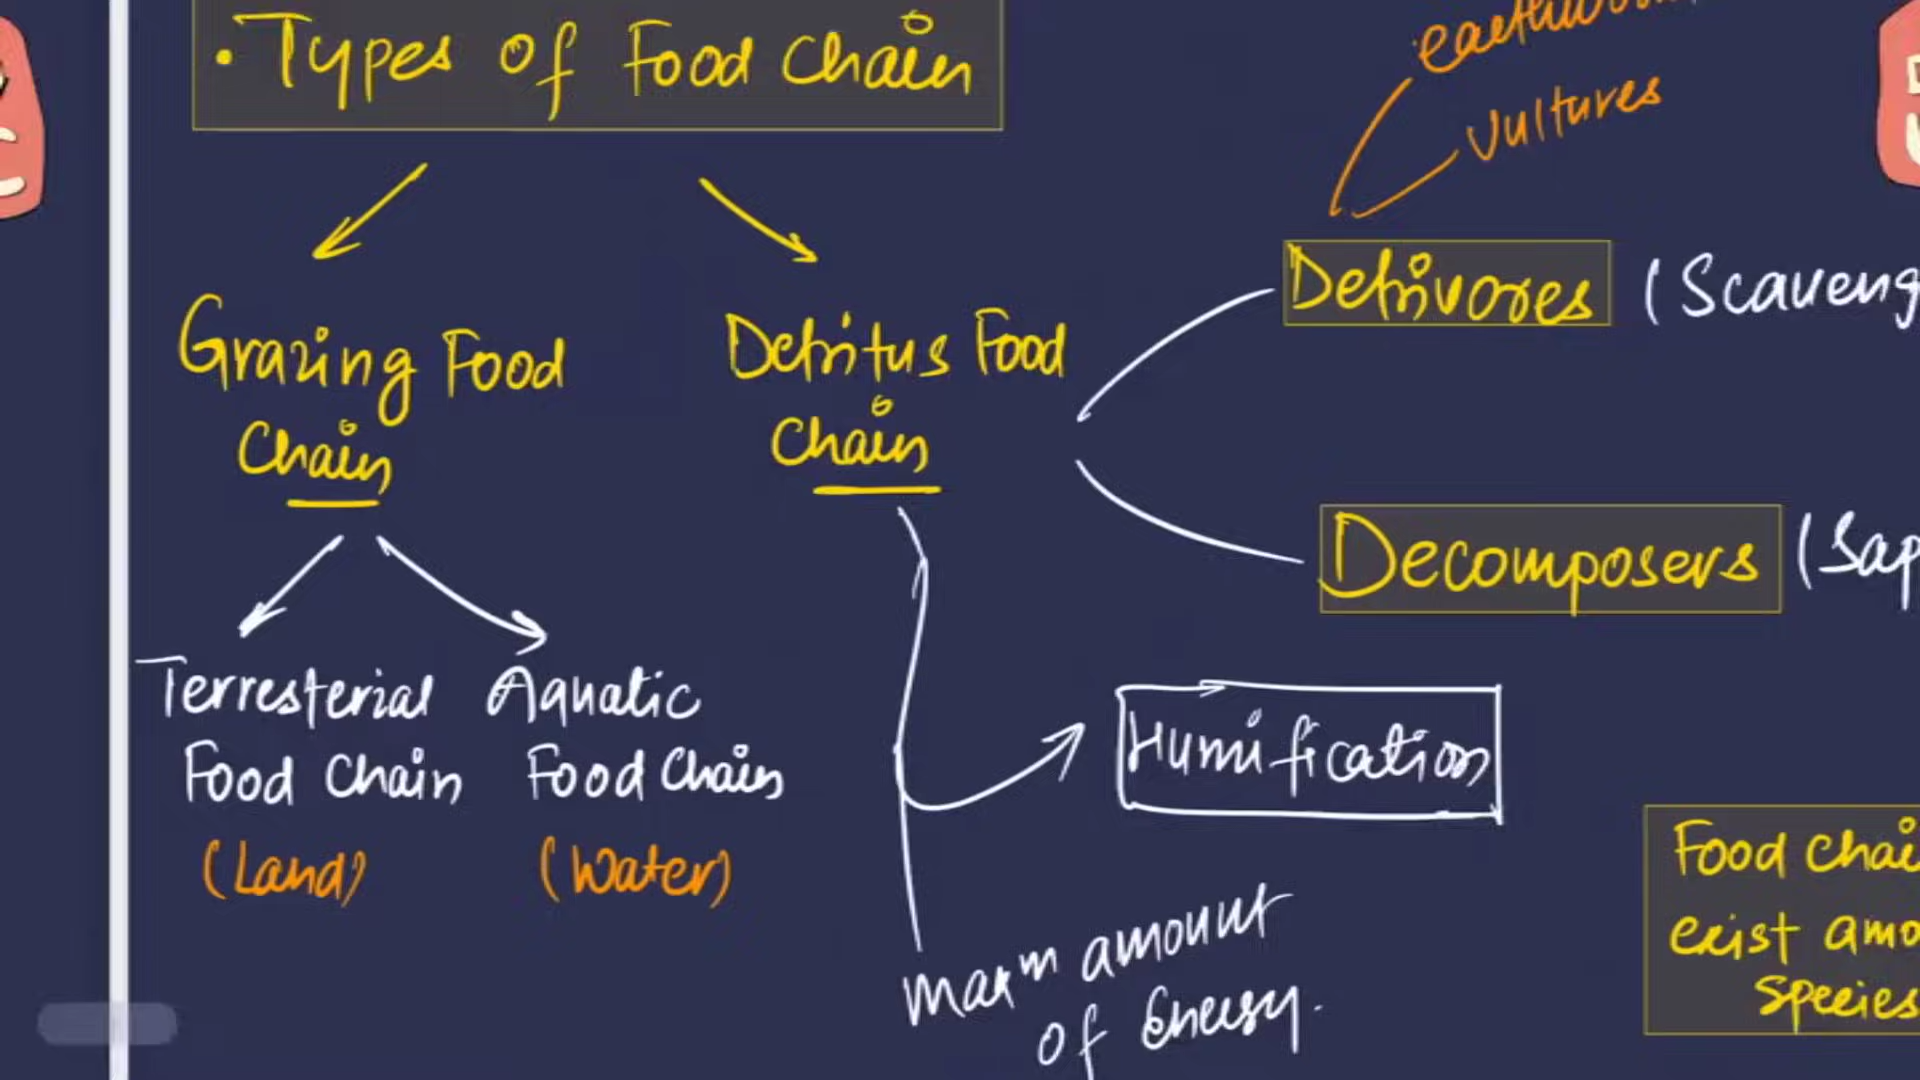 • Types of Food Chain
vultures
Detrivores (Scaveng
Grazing Food
Chain
Detritus Food
Chain
Decomposers (Sap
Terresterial
Food Chain
(Land)
Aquatic
Food Chain
(Water)
Humification
Maxᵐ amount
of Energy.
Food Chai
exist amo
Species